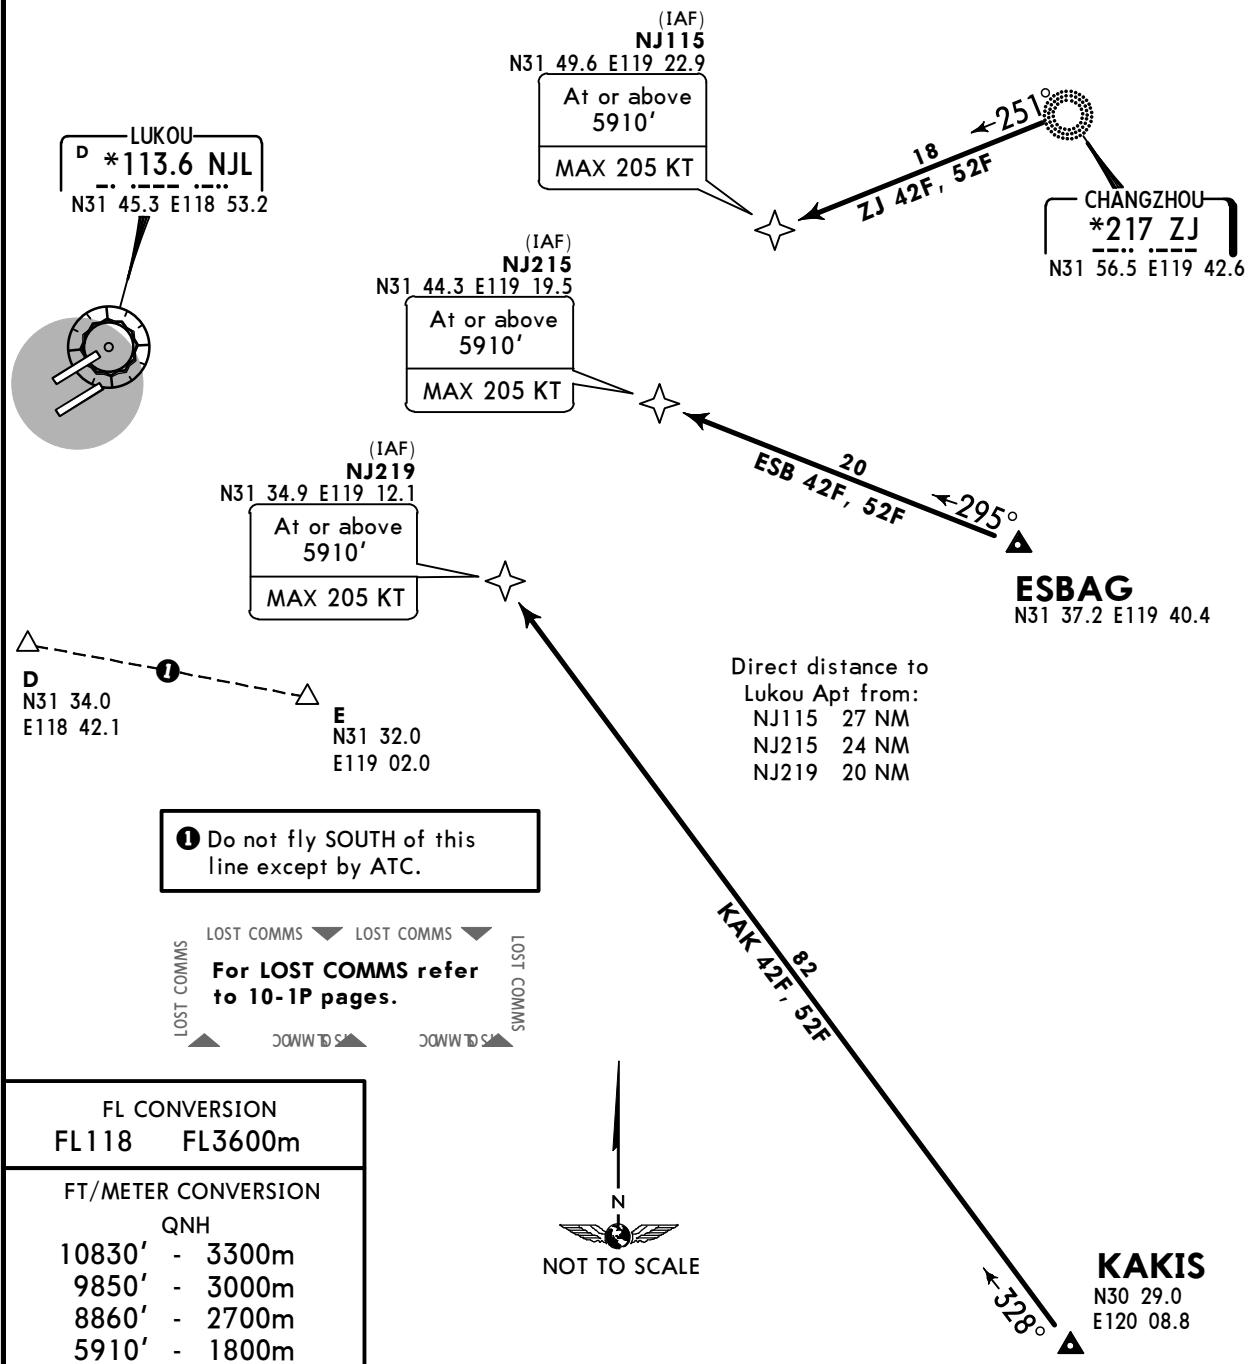 (IAF)
NJ115
N31 49.6 E119 22.9
At or above
5910'
MAX 205 KT
251°
18
ZJ 42F, 52F
CHANGZHOU
*217 ZJ
N31 56.5 E119 42.6
LUKOU
D *113.6 NJL
N31 45.3 E118 53.2
(IAF)
NJ215
N31 44.3 E119 19.5
At or above
5910'
MAX 205 KT
20
ESB 42F, 52F
295°
ESBAG
N31 37.2 E119 40.4
(IAF)
NJ219
N31 34.9 E119 12.1
At or above
5910'
MAX 205 KT
D
N31 34.0
E118 42.1
1
E
N31 32.0
E119 02.0
Direct distance to
Lukou Apt from:
NJ115 27 NM
NJ215 24 NM
NJ219 20 NM
1 Do not fly SOUTH of this
line except by ATC.
LOST COMMS LOST COMMS
LOST COMMS
For LOST COMMS refer
to 10-1P pages.
LOST COMMS
82
KAK 42F, 52F
328°
KAKIS
N30 29.0
E120 08.8
FL CONVERSION
FL118 FL3600m
FT/METER CONVERSION
QNH
10830' - 3300m
9850' - 3000m
8860' - 2700m
5910' - 1800m
N
NOT TO SCALE